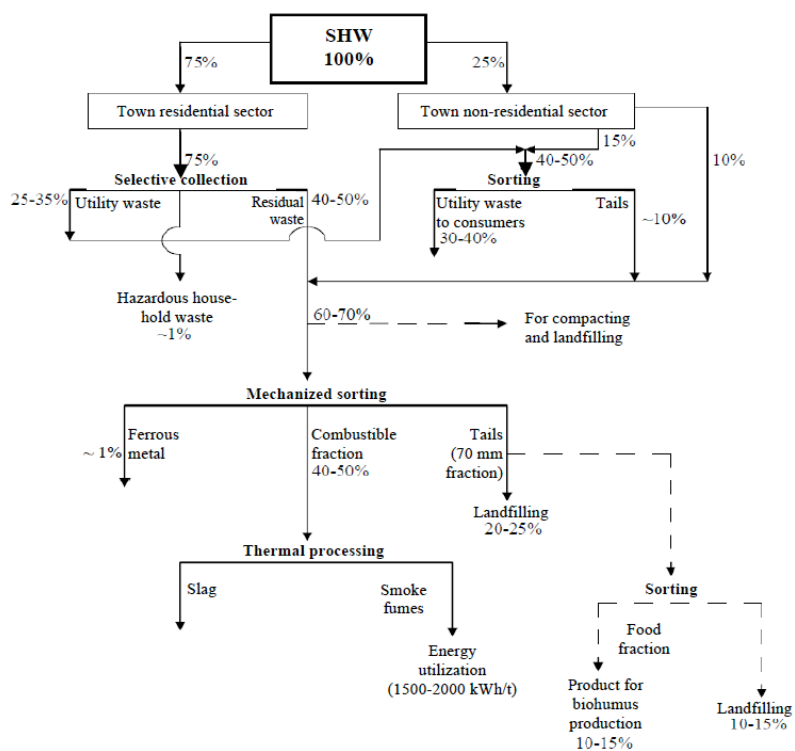 SHW
100%
75%
25%
Town residential sector
Town non-residential sector
15%
75%
40-50%
10%
Selective collection
Sorting
25-35%
Utility waste
Residual
waste
40-50%
Utility waste
to consumers
30-40%
Tails
~10%
Hazardous house-
hold waste
~1%
60-70%
For compacting
and landfilling
Mechanized sorting
~ 1%
Ferrous
metal
Combustible
fraction
40-50%
Tails
(70 mm
fraction)
Landfilling
20-25%
Thermal processing
Slag
Smoke
fumes
Sorting
Energy
utilization
(1500-2000 kWh/t)
Food
fraction
Product for
biohumus
production
10-15%
Landfilling
10-15%